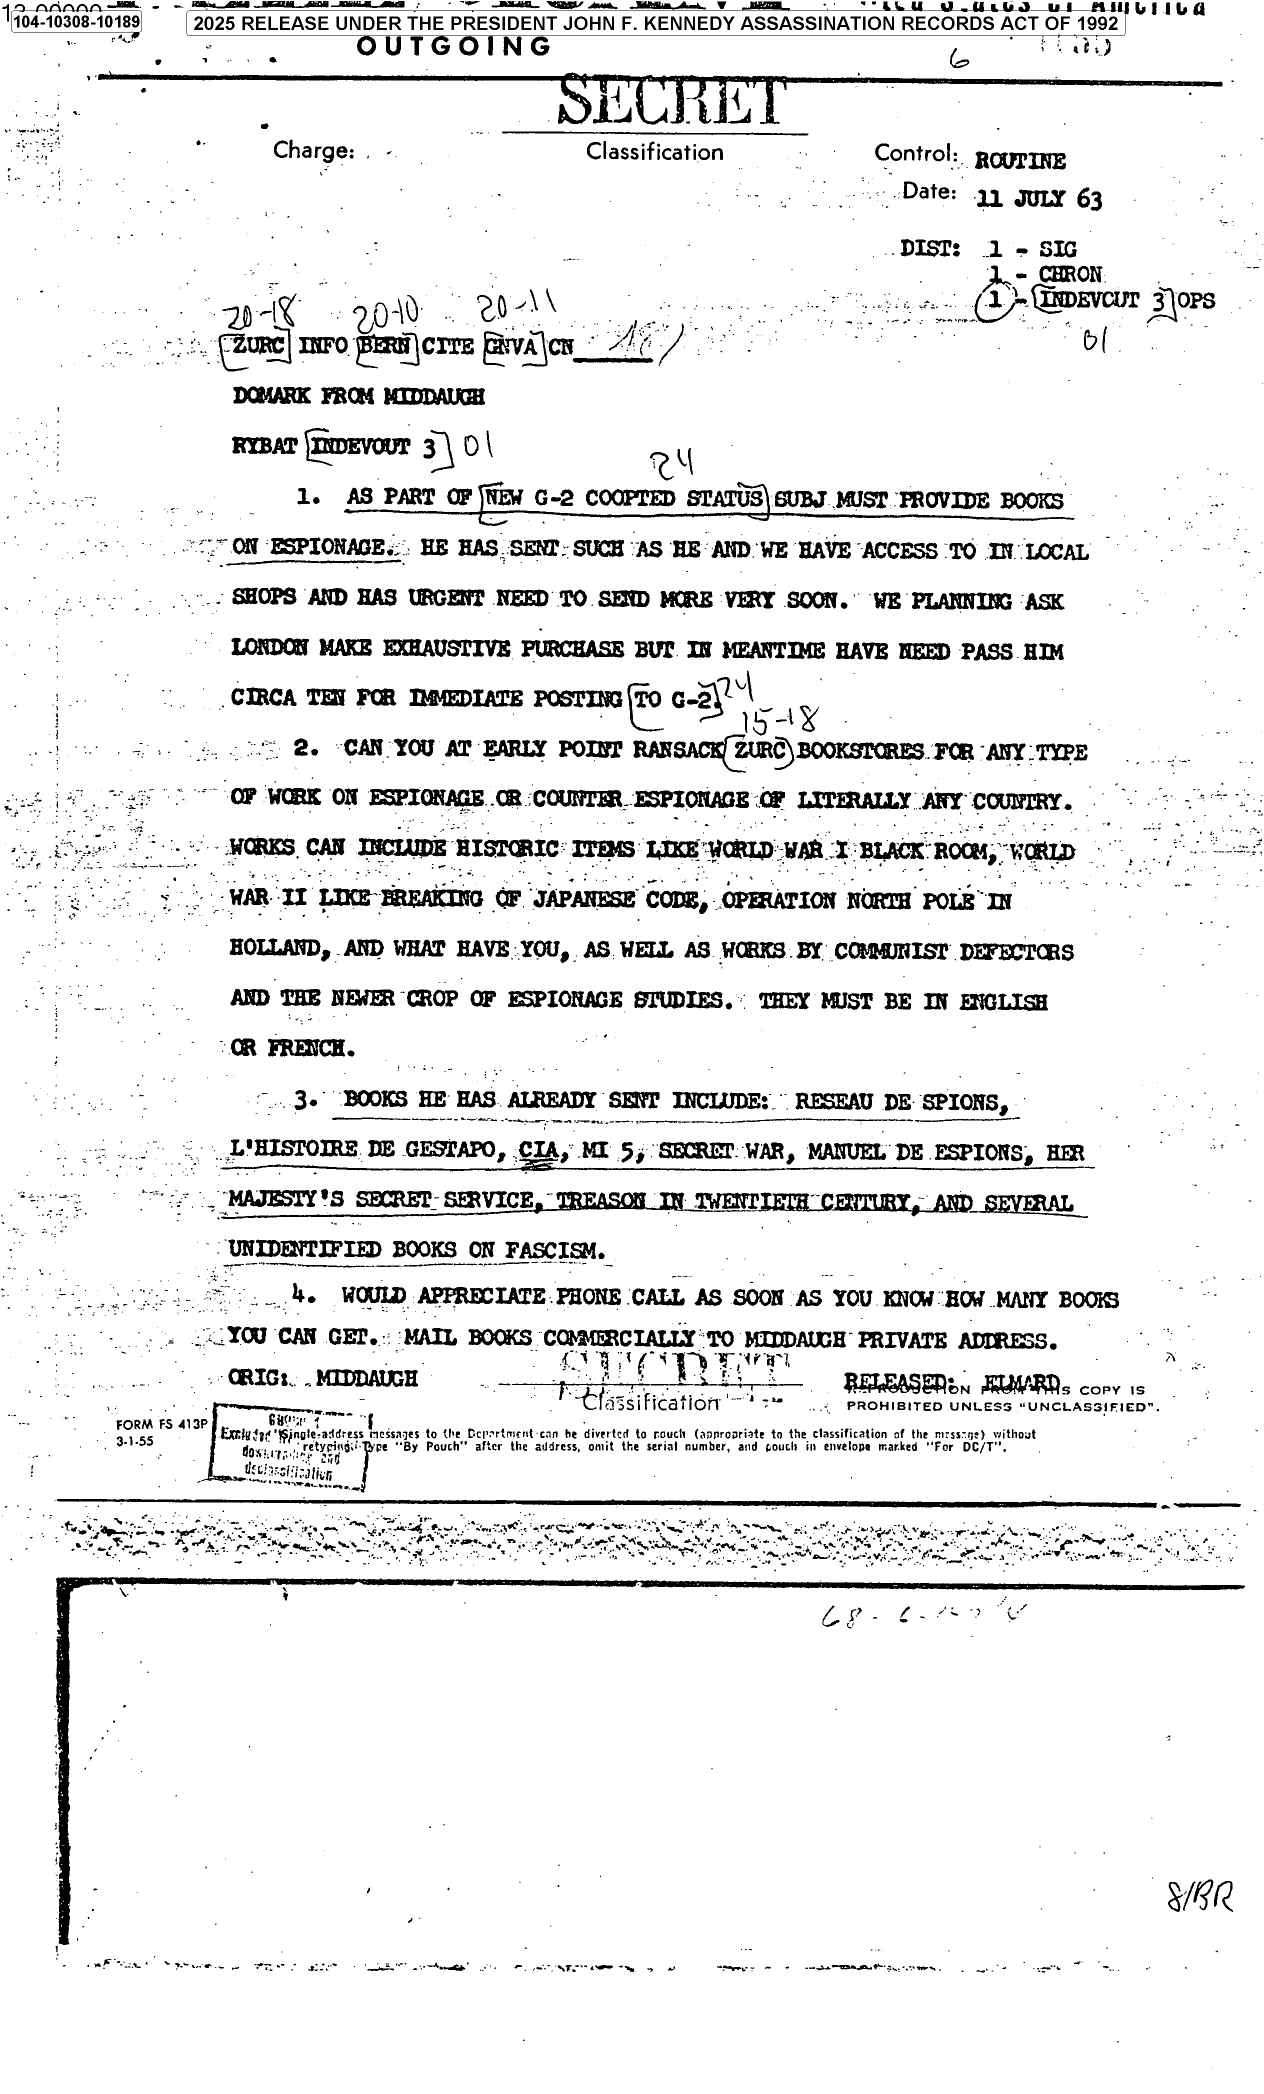 104-10308-10189
2025 RELEASE UNDER THE PRESIDENT JOHN F. KENNEDY ASSASSINATION RECORDS ACT OF 1992
OUTGOING
6
SECRET
Charge:
Classification
Control: ROUTINE
Date: 11 JULY 63
DIST: 1 - SIG
1 - CHRON
1 - INDEVOUT 3 OPS
01
20-18 20-10 20-11
ZURC INFO BERN CITE GNVA CN
DOMARK FROM MIDDAUGH
RYBAT INDEVOUT 3 01
24
1. AS PART OF NEW G-2 COOPTED STATUS SUBJ MUST PROVIDE BOOKS
ON ESPIONAGE. HE HAS SENT SUCH AS HE AND WE HAVE ACCESS TO IN LOCAL
SHOPS AND HAS URGENT NEED TO SEND MORE VERY SOON. WE PLANNING ASK
LONDON MAKE EXHAUSTIVE PURCHASE BUT IN MEANTIME HAVE NEED PASS HIM
CIRCA TEN FOR IMMEDIATE POSTING TO G-2. 24
15-18
2. CAN YOU AT EARLY POINT RANSACK ZURC BOOKSTORES FOR ANY TYPE
OF WORK ON ESPIONAGE OR COUNTER ESPIONAGE OF LITERALLY ANY COUNTRY.
WORKS CAN INCLUDE HISTORIC ITEMS LIKE WORLD WAR I BLACK ROOM, WORLD
WAR II LIKE BREAKING OF JAPANESE CODE, OPERATION NORTH POLE IN
HOLLAND, AND WHAT HAVE YOU, AS WELL AS WORKS BY COMMUNIST DEFECTORS
AND THE NEWER CROP OF ESPIONAGE STUDIES. THEY MUST BE IN ENGLISH
OR FRENCH.
3. BOOKS HE HAS ALREADY SENT INCLUDE: RESEAU DE SPIONS,
L'HISTOIRE DE GESTAPO, CIA, MI 5, SECRET WAR, MANUEL DE ESPIONS, HER
MAJESTY'S SECRET SERVICE, TREASON IN TWENTIETH CENTURY, AND SEVERAL
UNIDENTIFIED BOOKS ON FASCISM.
4. WOULD APPRECIATE PHONE CALL AS SOON AS YOU KNOW HOW MANY BOOKS
YOU CAN GET. MAIL BOOKS COMMERCIALLY TO MIDDAUGH PRIVATE ADDRESS.
ORIG: MIDDAUGH
SECRET
Classification
RELEASED: ELMARD
REPRODUCTION FROM THIS COPY IS
PROHIBITED UNLESS "UNCLASSIFIED".
FORM FS 413P
3-1-55
"Single-address messages to the Department can be diverted to pouch (appropriate to the classification of the message) without
retyping. Type "By Pouch" after the address, omit the serial number, and pouch in envelope marked "For DC/T".
declassification
8/BR